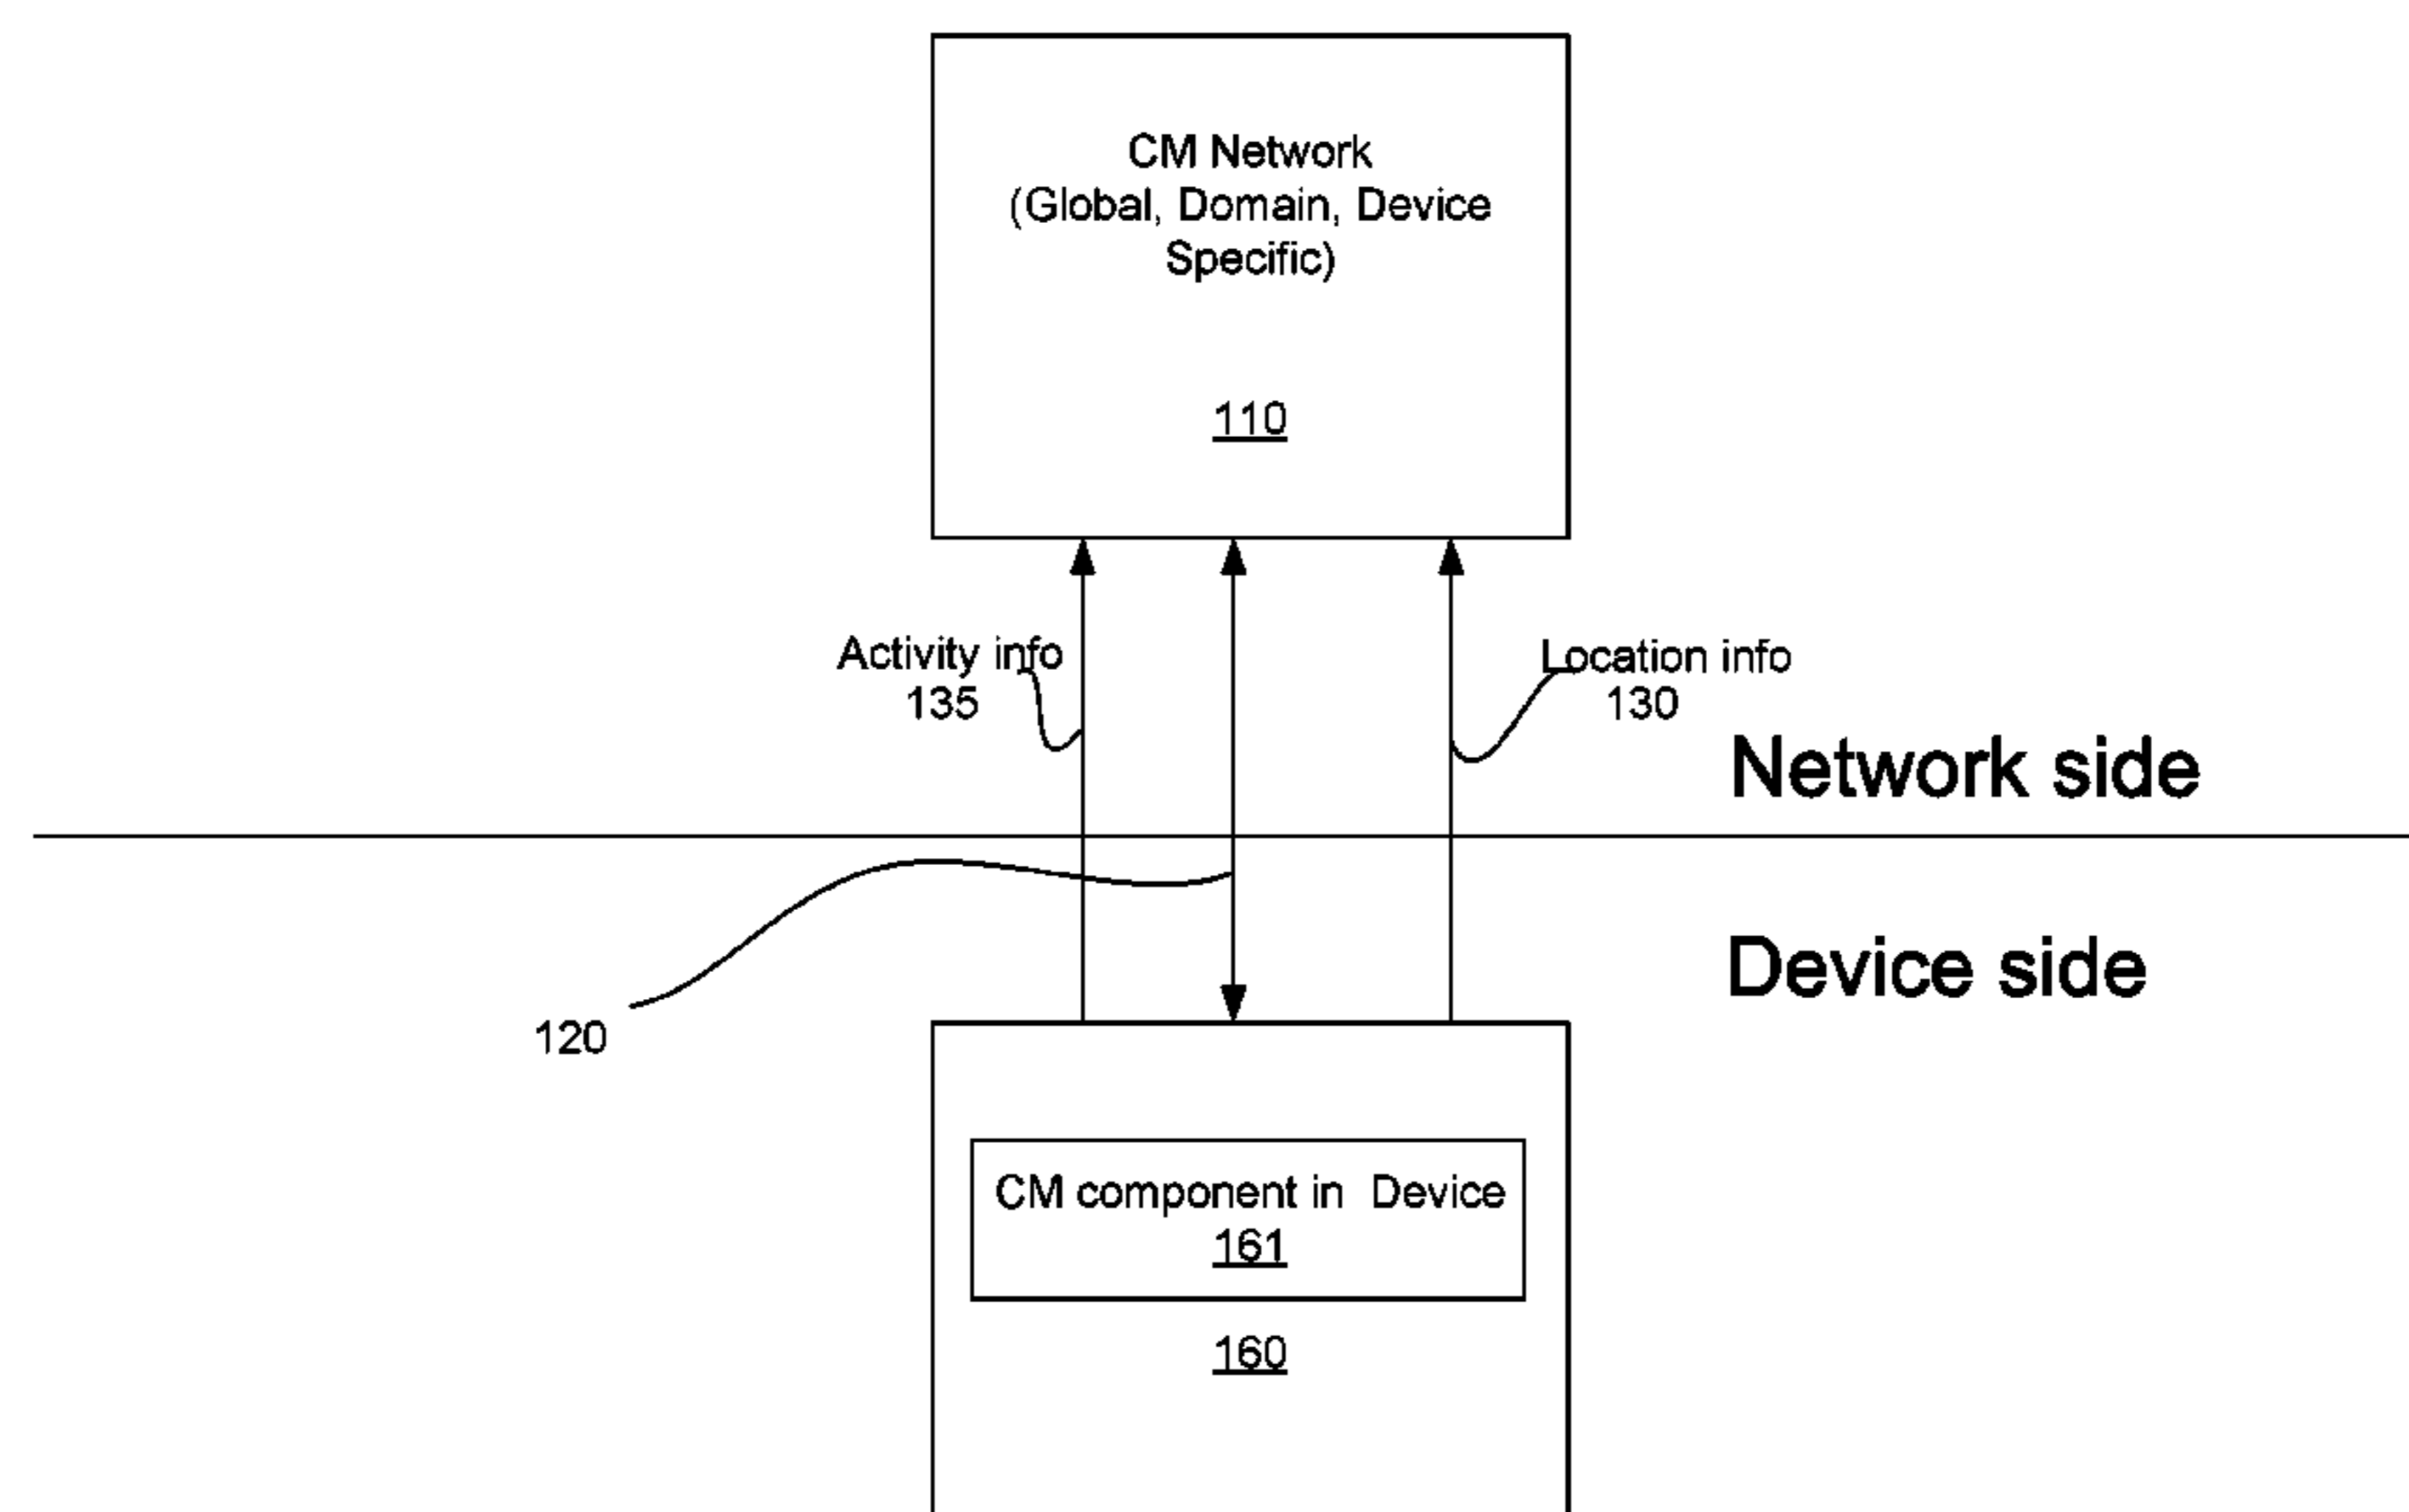 CM Network
(Global, Domain, Device
Specific)
110
Activity info
135
Location info
130
Network side
Device side
120
CM component in Device
161
160